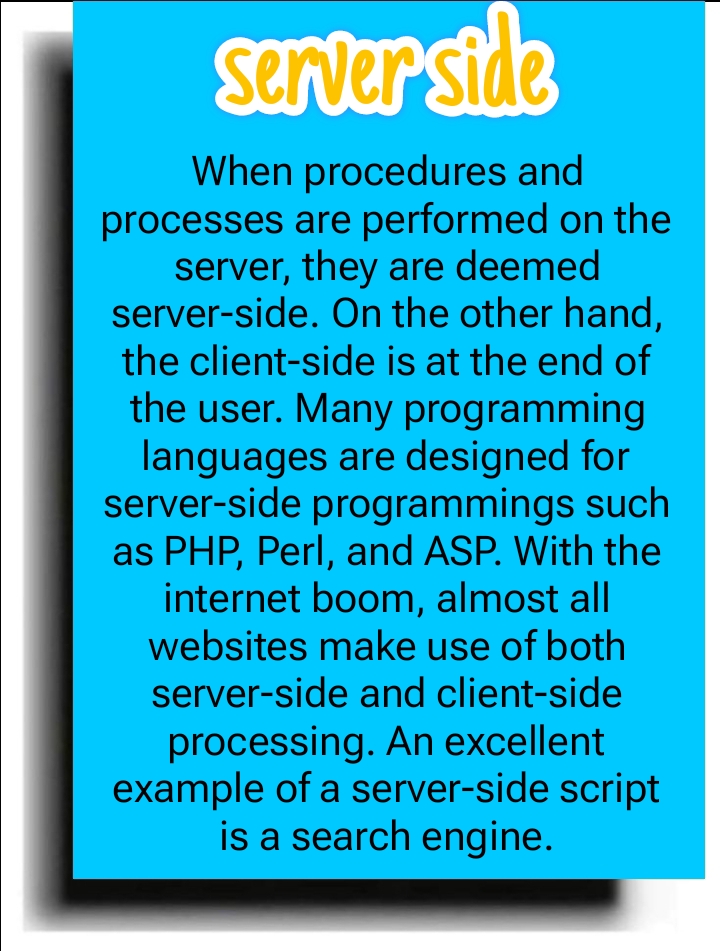 server side
When procedures and
processes are performed on the
server, they are deemed
server-side. On the other hand,
the client-side is at the end of
the user. Many programming
languages are designed for
server-side programmings such
as PHP, Perl, and ASP. With the
internet boom, almost all
websites make use of both
server-side and client-side
processing. An excellent
example of a server-side script
is a search engine.